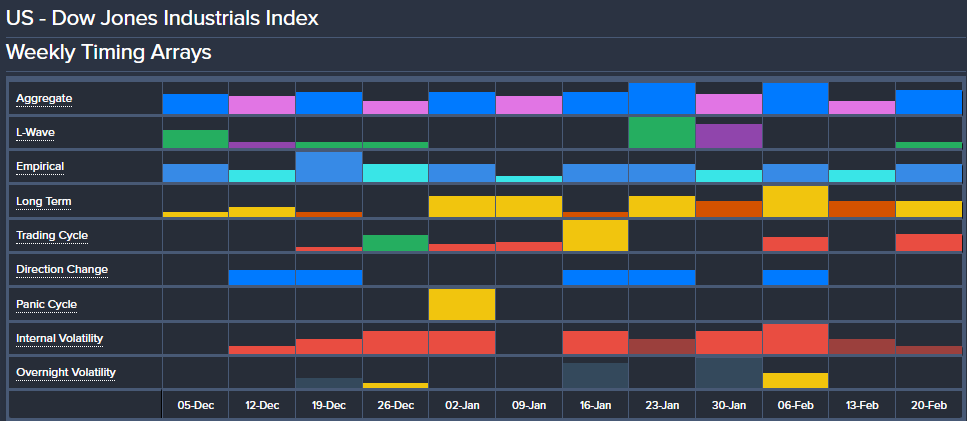 US - Dow Jones Industrials Index
Weekly Timing Arrays
Aggregate
L-Wave
Empirical
Long Term
Trading Cycle
Direction Change
Panic Cycle
Internal Volatility
Overnight Volatility
05-Dec 12-Dec 19-Dec 26-Dec 02-Jan 09-Jan 16-Jan 23-Jan 30-Jan 06-Feb 13-Feb 20-Feb